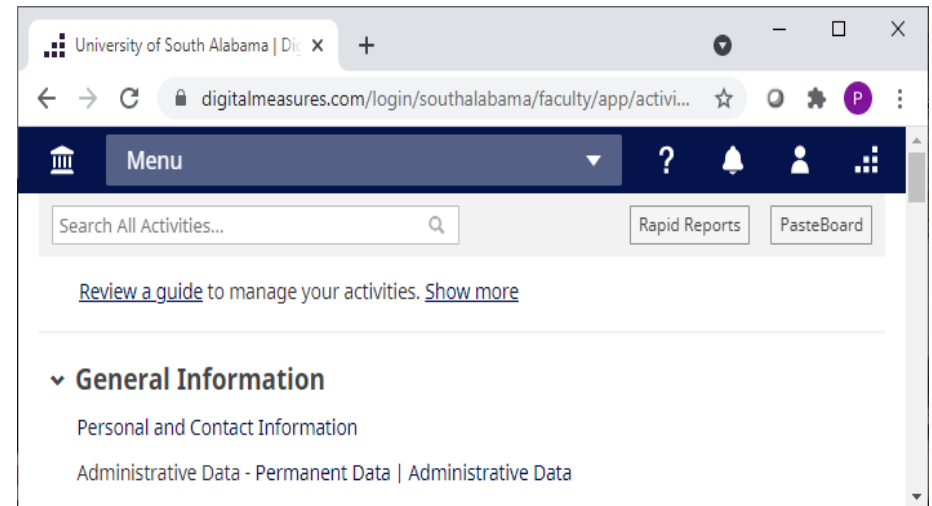 University of South Alabama | Di
digitalmeasures.com/login/southalabama/faculty/app/activi...
P
Menu
?
Search All Activities...
Rapid Reports
PasteBoard
Review a guide to manage your activities. Show more
General Information
Personal and Contact Information
Administrative Data - Permanent Data | Administrative Data